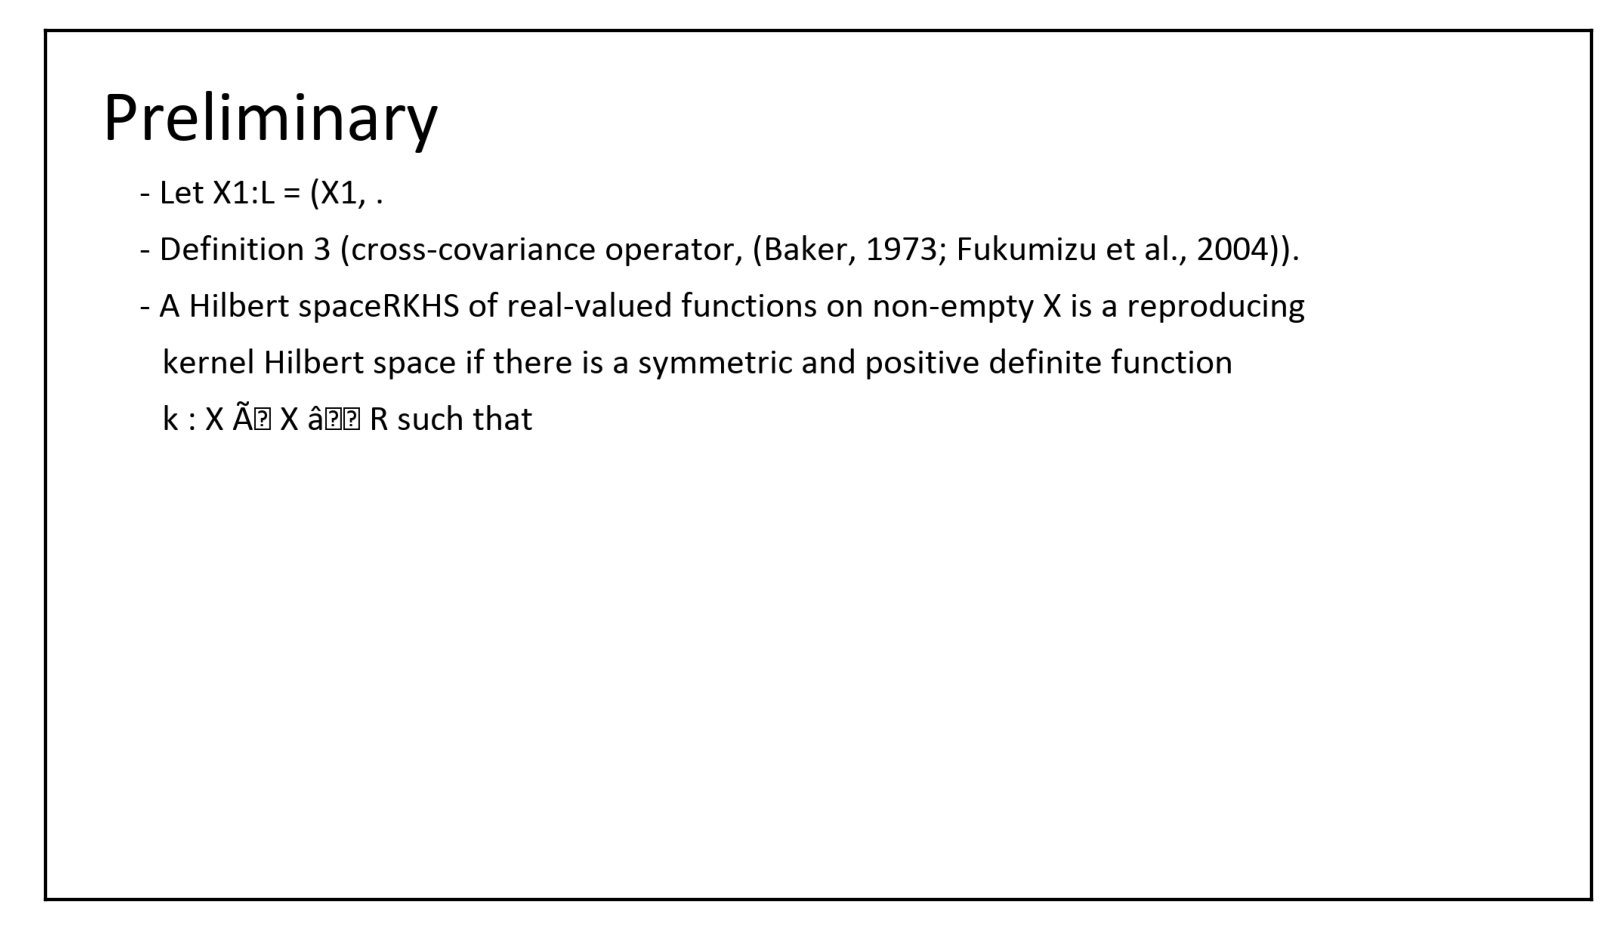 Preliminary
- Let X1:L = (X1, .
- Definition 3 (cross-covariance operator, (Baker, 1973; Fukumizu et al., 2004)).
- A Hilbert spaceRKHS of real-valued functions on non-empty X is a reproducing
kernel Hilbert space if there is a symmetric and positive definite function
k : X Ã X â R such that